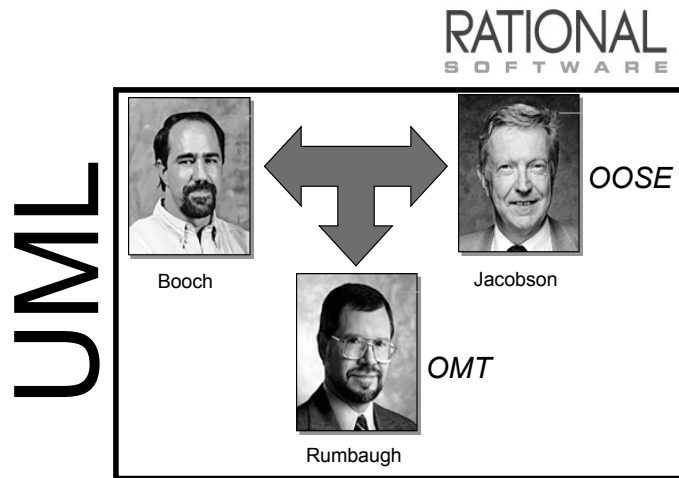 RATIONAL
SOFTWARE
UML
Booch
Jacobson
OOSE
OMT
Rumbaugh